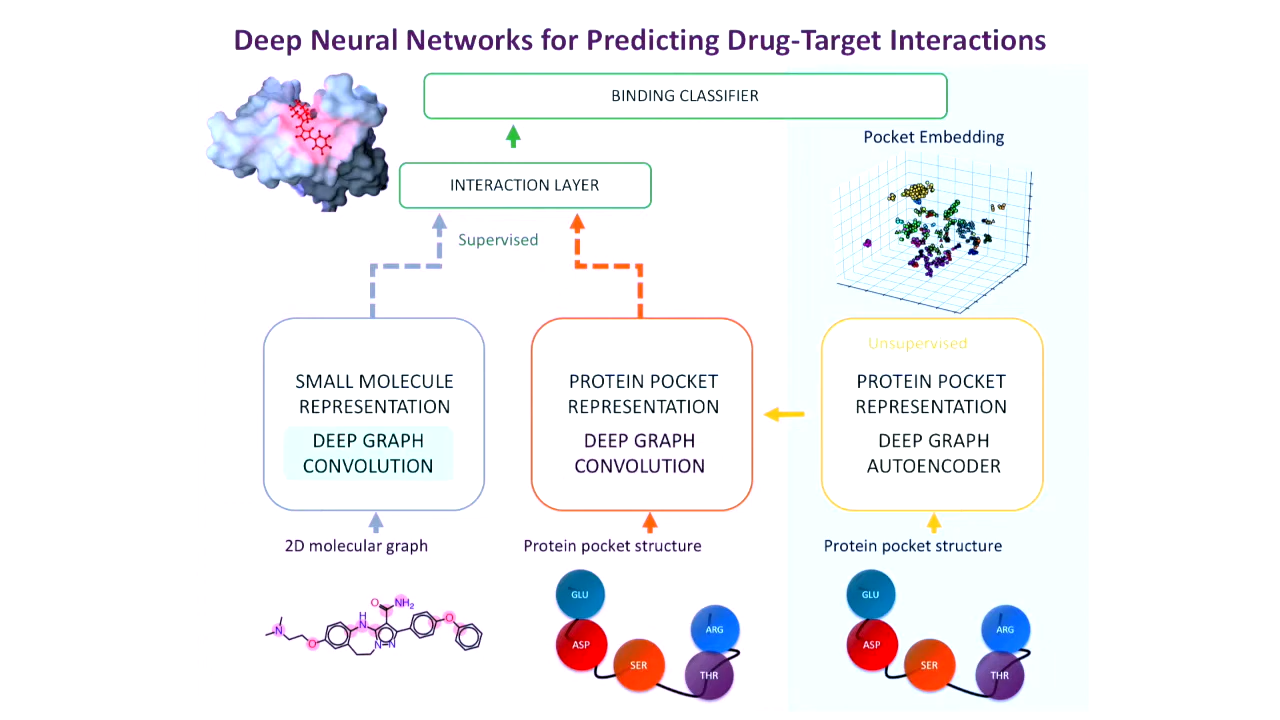 Deep Neural Networks for Predicting Drug-Target Interactions
BINDING CLASSIFIER
Pocket Embedding
INTERACTION LAYER
Supervised
SMALL MOLECULE
REPRESENTATION
DEEP GRAPH
CONVOLUTION
PROTEIN POCKET
REPRESENTATION
DEEP GRAPH
CONVOLUTION
Unsupervised
PROTEIN POCKET
REPRESENTATION
DEEP GRAPH
AUTOENCODER
2D molecular graph
Protein pocket structure
Protein pocket structure
N
O
H
N
O
NH2
N
N
O
GLU
ASP
SER
ARG
THR
GLU
ASP
SER
ARG
THR